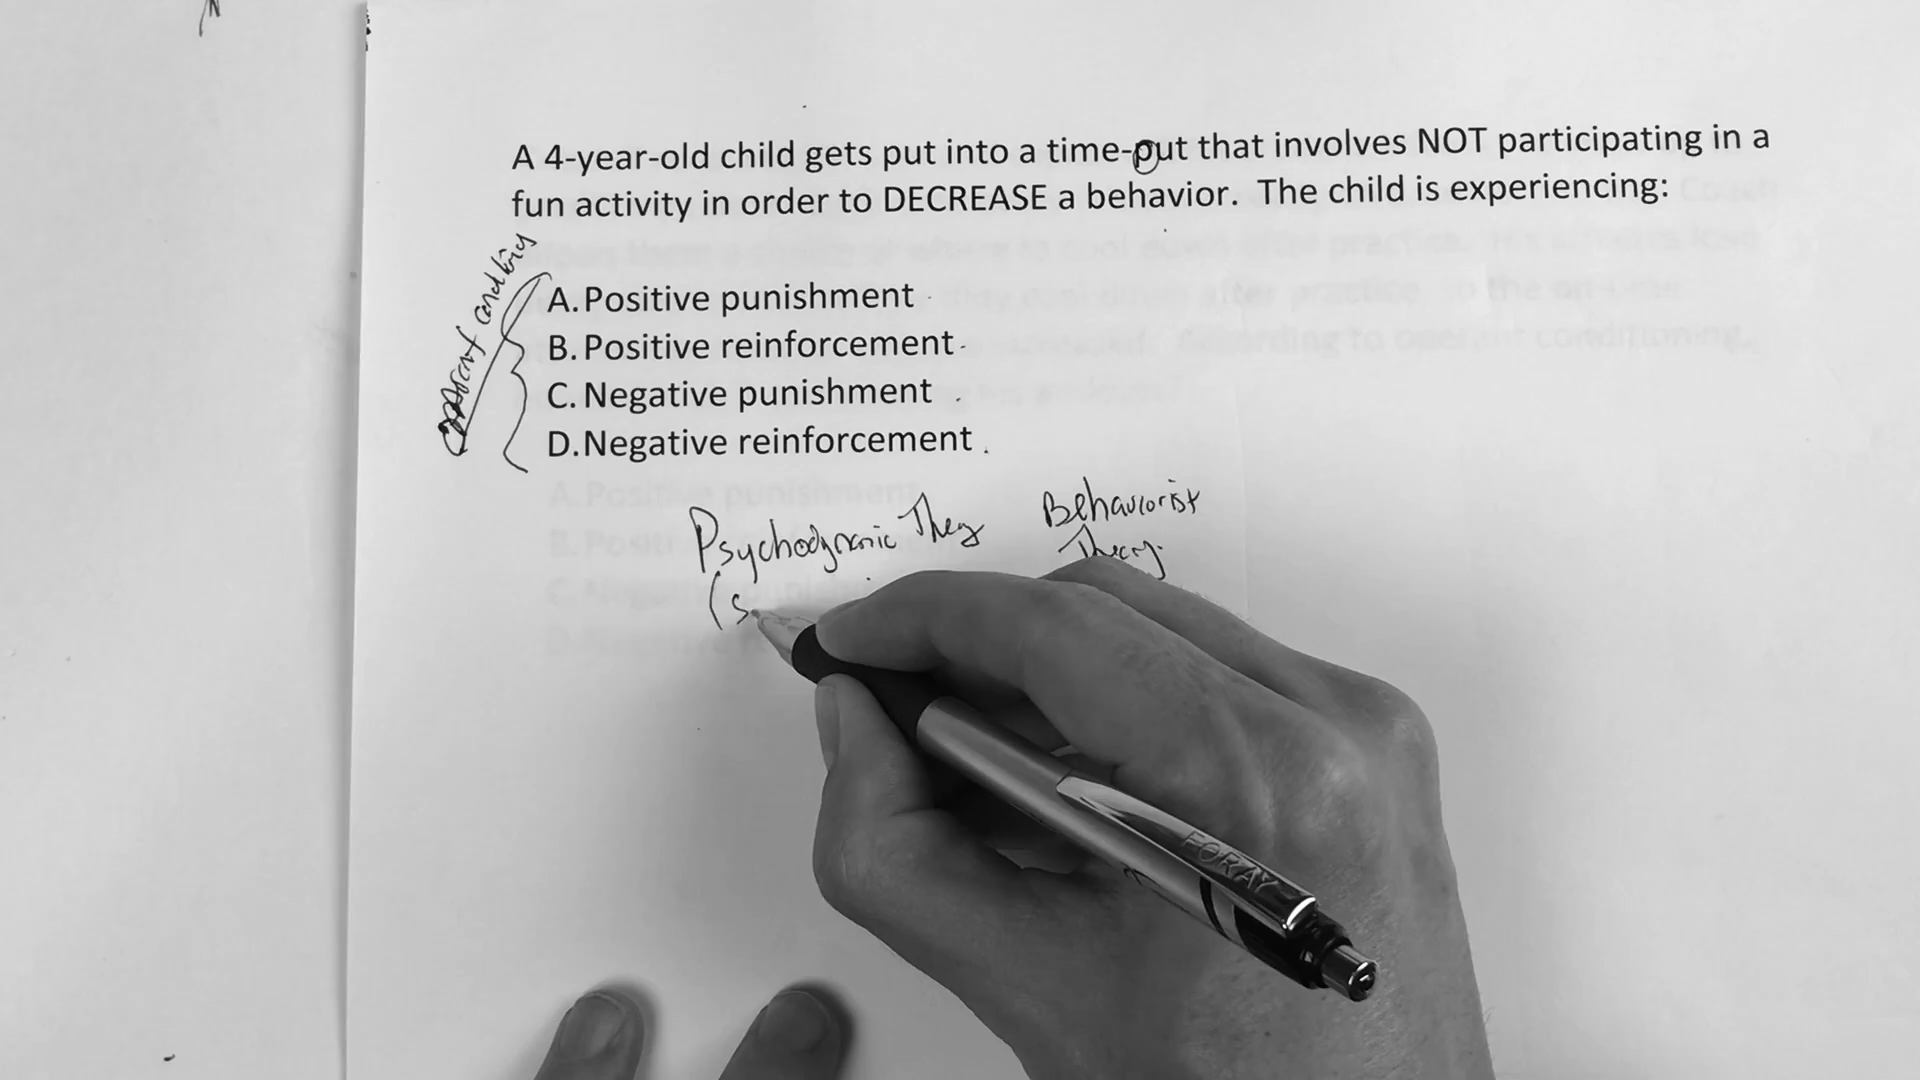 A 4-year-old child gets put into a time-out that involves NOT participating in a
fun activity in order to DECREASE a behavior. The child is experiencing:
A. Positive punishment
B. Positive reinforcement
C. Negative punishment
D. Negative reinforcement
Psychodynamic Behaviorist
Theory
(s
FORAY